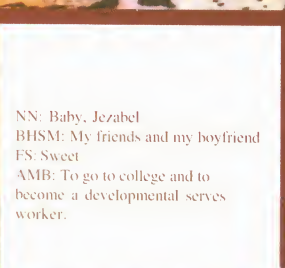 NN: Baby, Jezabel
BHSM: My friends and my boyfriend
FS: Sweet
AMB: To go to college and to
become a developmental serves
worker.